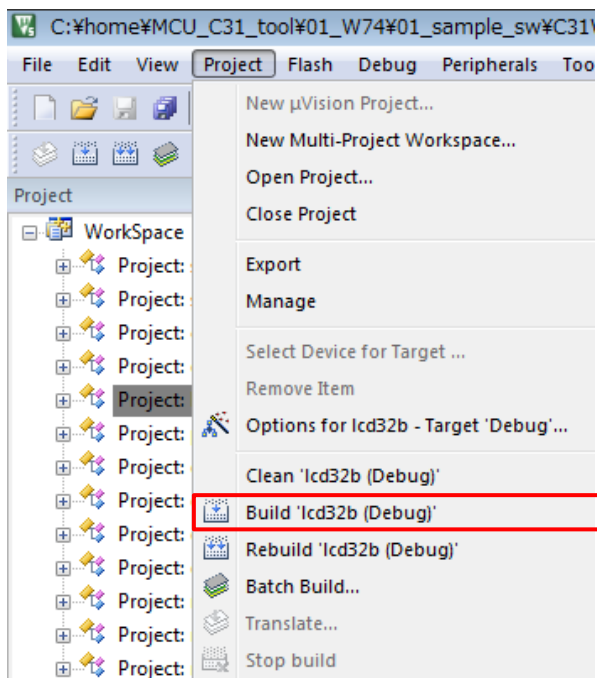 C:¥home¥MCU_C31_tool¥01_W74¥01_sample_sw¥C31
File Edit View Project Flash Debug Peripherals
New µVision Project...
New Multi-Project Workspace...
Open Project...
Close Project
Project
WorkSpace
Project:
Project:
Project:
Project:
Project:
Project:
Project:
Project:
Project:
Project:
Project:
Project:
Project:
Export
Manage
Select Device for Target ...
Remove Item
Options for lcd32b - Target 'Debug'...
Clean 'lcd32b (Debug)'
Build 'lcd32b (Debug)'
Rebuild 'lcd32b (Debug)'
Batch Build...
Translate...
Stop build